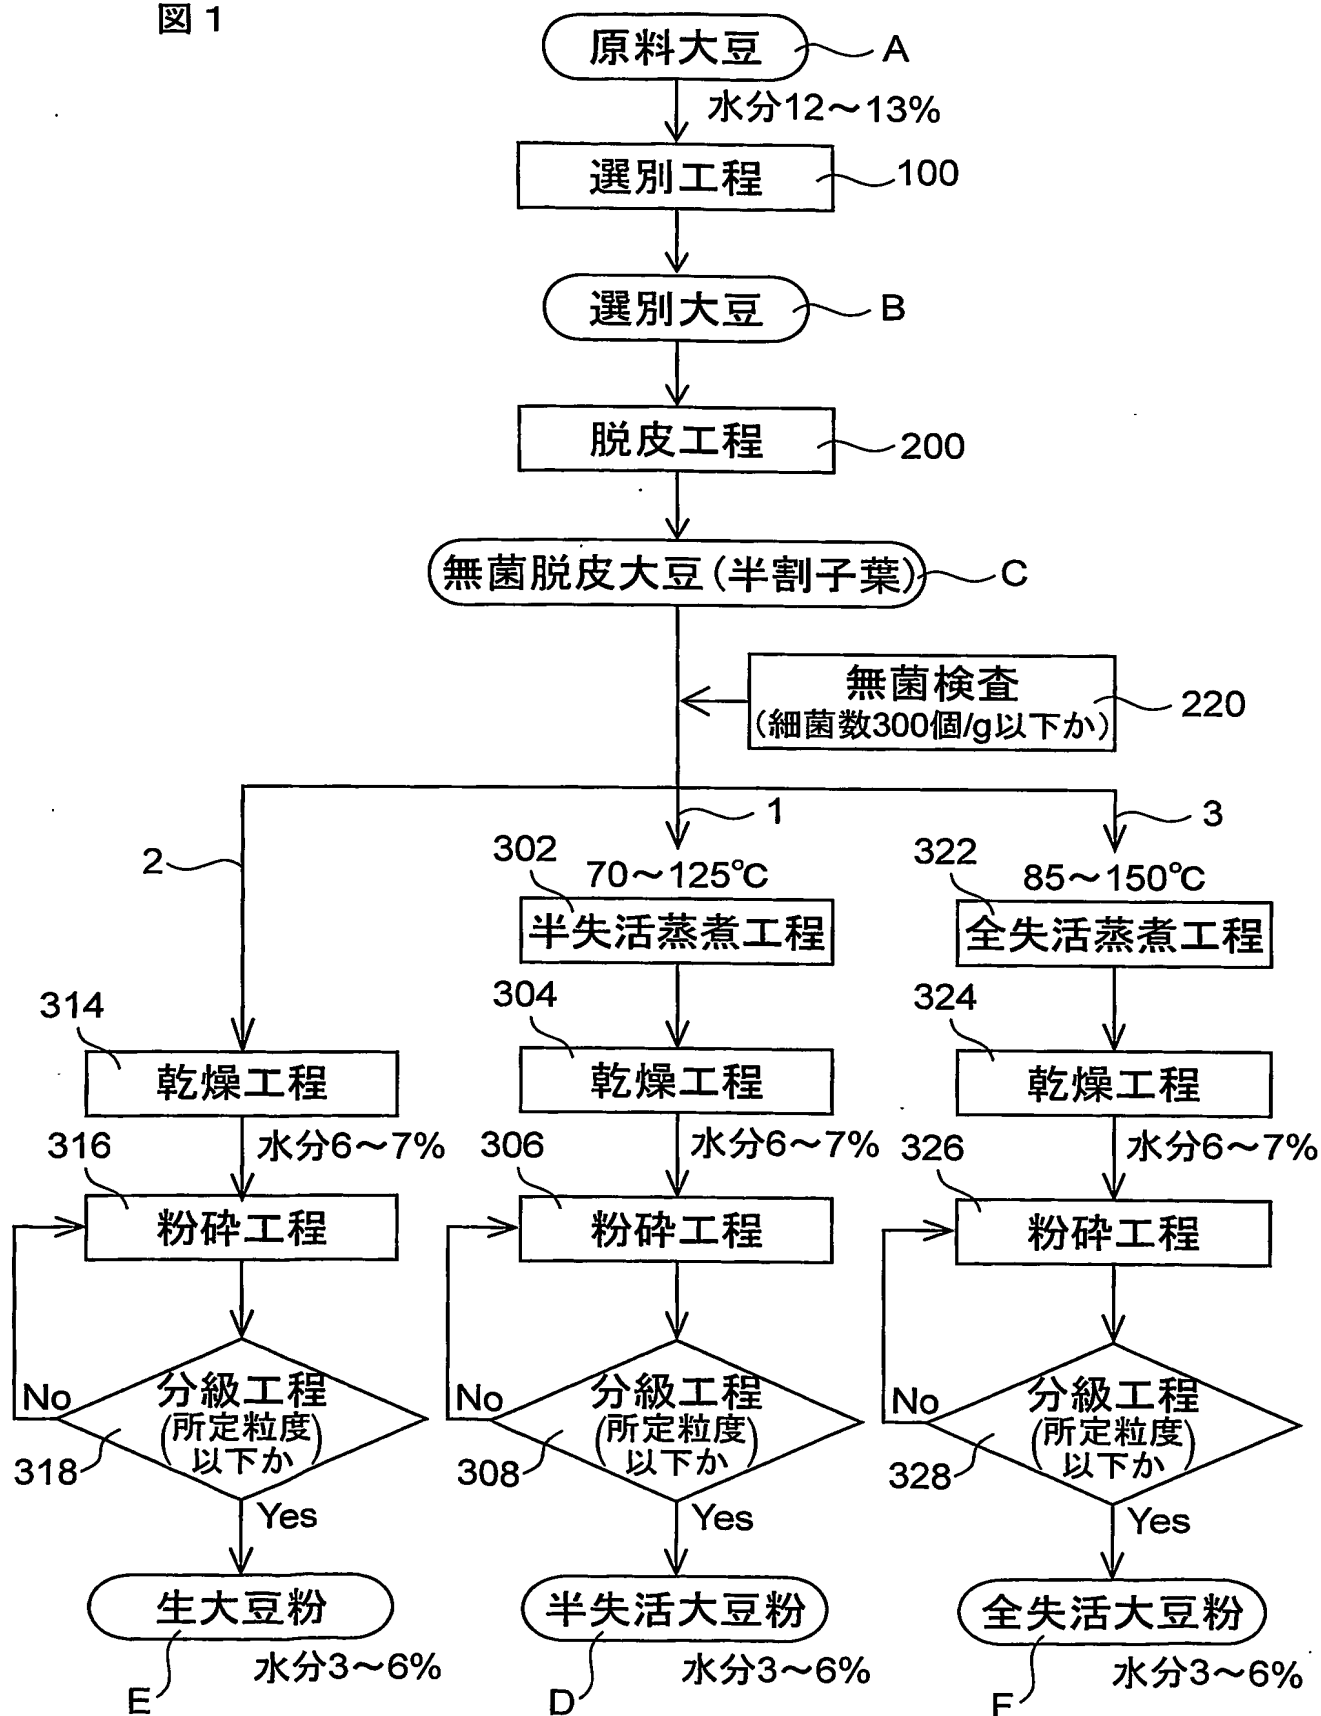 図1
原料大豆
A
水分12～13%
選別工程
100
選別大豆
B
脱皮工程
200
無菌脱皮大豆(半割子葉)
C
無菌検査
(細菌数300個/g以下か)
220
1
2
3
302
70～125℃
半失活蒸煮工程
322
85～150℃
全失活蒸煮工程
314
乾燥工程
水分6～7%
304
乾燥工程
水分6～7%
324
乾燥工程
水分6～7%
316
粉砕工程
306
粉砕工程
326
粉砕工程
No
分級工程
(所定粒度
以下か)
318
Yes
No
分級工程
(所定粒度
以下か)
308
Yes
No
分級工程
(所定粒度
以下か)
328
Yes
生大豆粉
E
水分3～6%
半失活大豆粉
D
水分3～6%
全失活大豆粉
F
水分3～6%